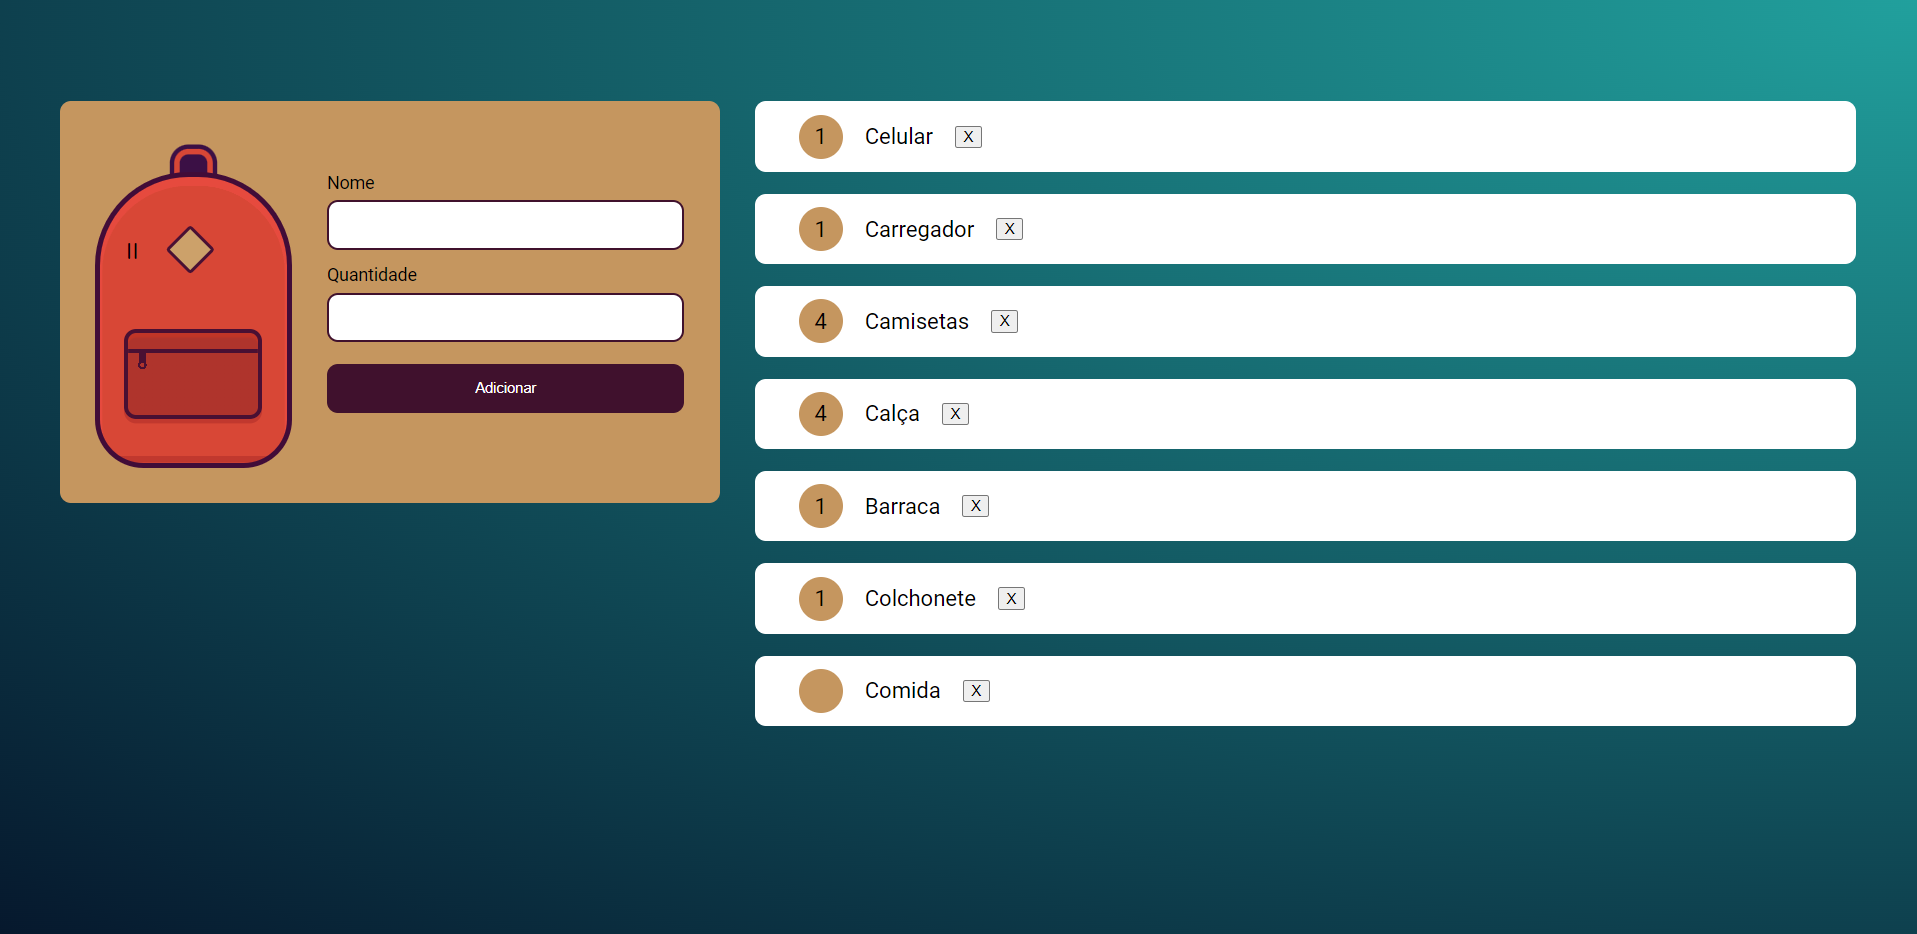 Nome
Quantidade
Adicionar
1 Celular X
1 Carregador X
4 Camisetas X
4 Calça X
1 Barraca X
1 Colchonete X
Comida X